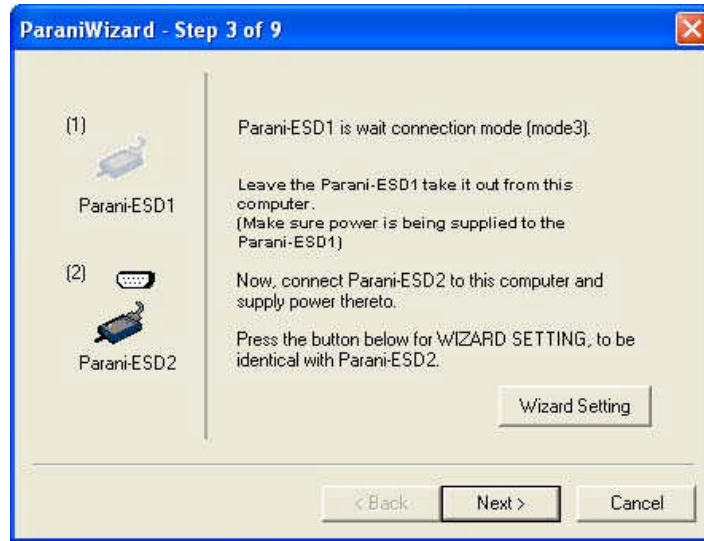 ParaniWizard - Step 3 of 9
(1)
Parani-ESD1
(2)
Parani-ESD2
Parani-ESD1 is wait connection mode (mode3).
Leave the Parani-ESD1 take it out from this
computer.
(Make sure power is being supplied to the
Parani-ESD1)
Now, connect Parani-ESD2 to this computer and
supply power thereto.
Press the button below for WIZARD SETTING, to be
identical with Parani-ESD2.
Wizard Setting
< Back
Next >
Cancel